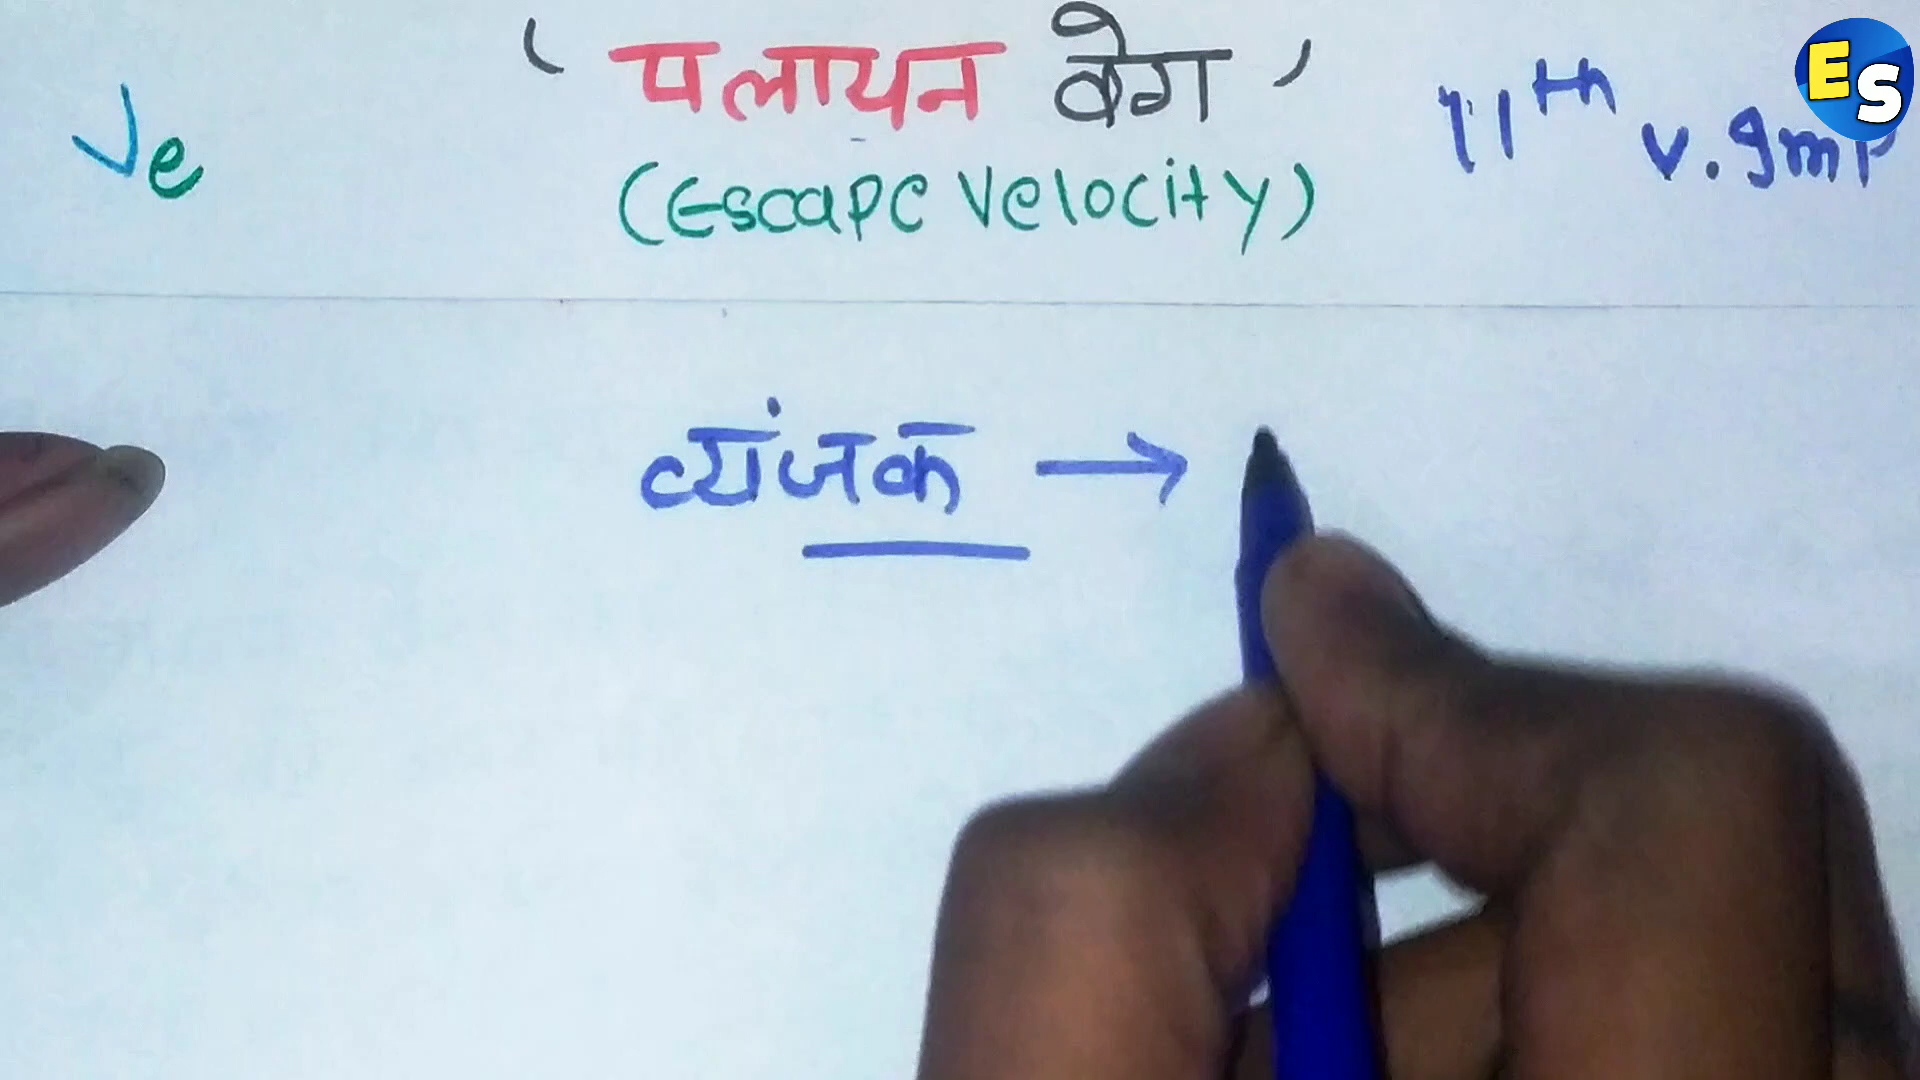 ‘ पलायन वेग ’
Ve
(Escape Velocity)
11th v. Imp
ES
व्यंजक →